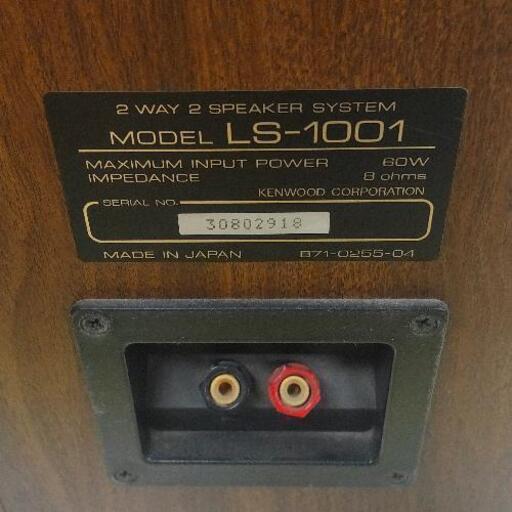 2 WAY 2 SPEAKER SYSTEM
MODEL LS-1001
MAXIMUM INPUT POWER 60W
IMPEDANCE 8 ohms
KENWOOD CORPORATION
SERIAL NO.
30802918
MADE IN JAPAN B71-0255-04